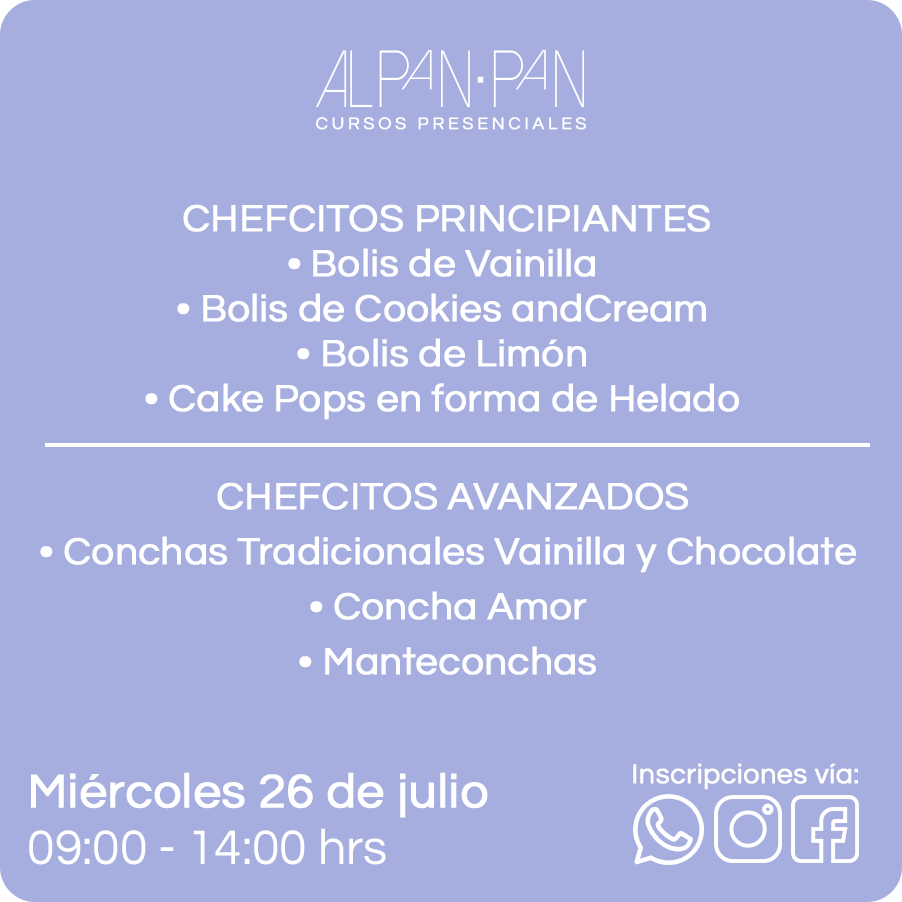 ALPAN·PAN
CURSOS PRESENCIALES
CHEFCITOS PRINCIPIANTES
• Bolis de Vainilla
• Bolis de Cookies andCream
• Bolis de Limón
• Cake Pops en forma de Helado
CHEFCITOS AVANZADOS
• Conchas Tradicionales Vainilla y Chocolate
• Concha Amor
• Manteconchas
Miércoles 26 de julio
09:00 - 14:00 hrs
Inscripciones vía: